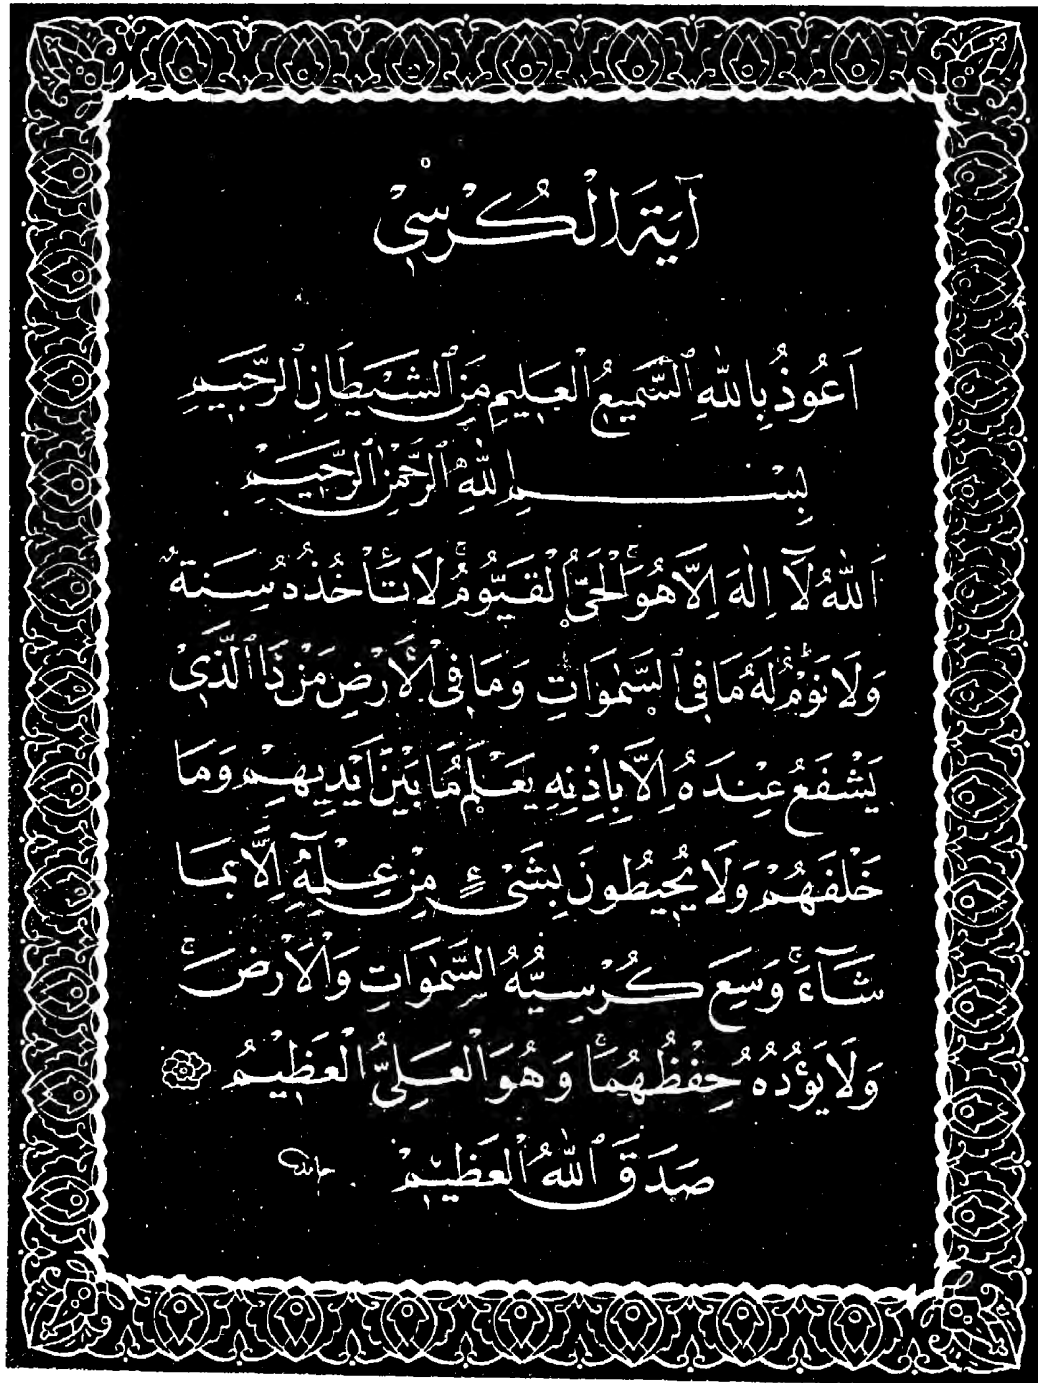 آيَةَ الْكُرْسِيْ
اَعُوذُ بِاللّٰهِ السَّمِيعِ الْعَلِيمِ مِنَ الشَّيْطَانِ الرَّجِيمِ
بِسْمِ اللّٰهِ الرَّحْمٰنِ الرَّحِيمِ
اَللّٰهُ لَٓا اِلٰهَ اِلَّا هُوَۚ اَلْحَيُّ الْقَيُّومُۚ لَا تَأْخُذُهُ سِنَةٌ
وَلَا نَوْمٌۜ لَهُ مَا فِي السَّمٰوَاتِ وَمَا فِي الْاَرْضِۜ مَنْ ذَا الَّذِي
يَشْفَعُ عِنْدَهُ اِلَّا بِاِذْنِهِ يَعْلَمُ مَا بَيْنَ اَيْدِيهِمْ وَمَا
خَلْفَهُمْ وَلَا يُحِيطُونَ بِشَيْءٍ مِنْ عِلْمِهِٓ اِلَّا بِمَا
شَٓاءَۚ وَسِعَ كُرْسِيُّهُ السَّمٰوَاتِ وَالْاَرْضَۚ
وَلَا يَؤُدُهُ حِفْظُهُمَاۚ وَهُوَ الْعَلِيُّ الْعَظِيمُ
صَدَقَ اللّٰهُ الْعَظِيمْ